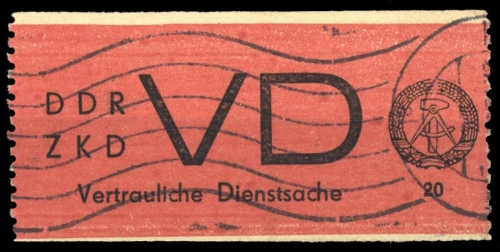 DDR
ZKD
VD
Vertrauliche Dienstsache
20